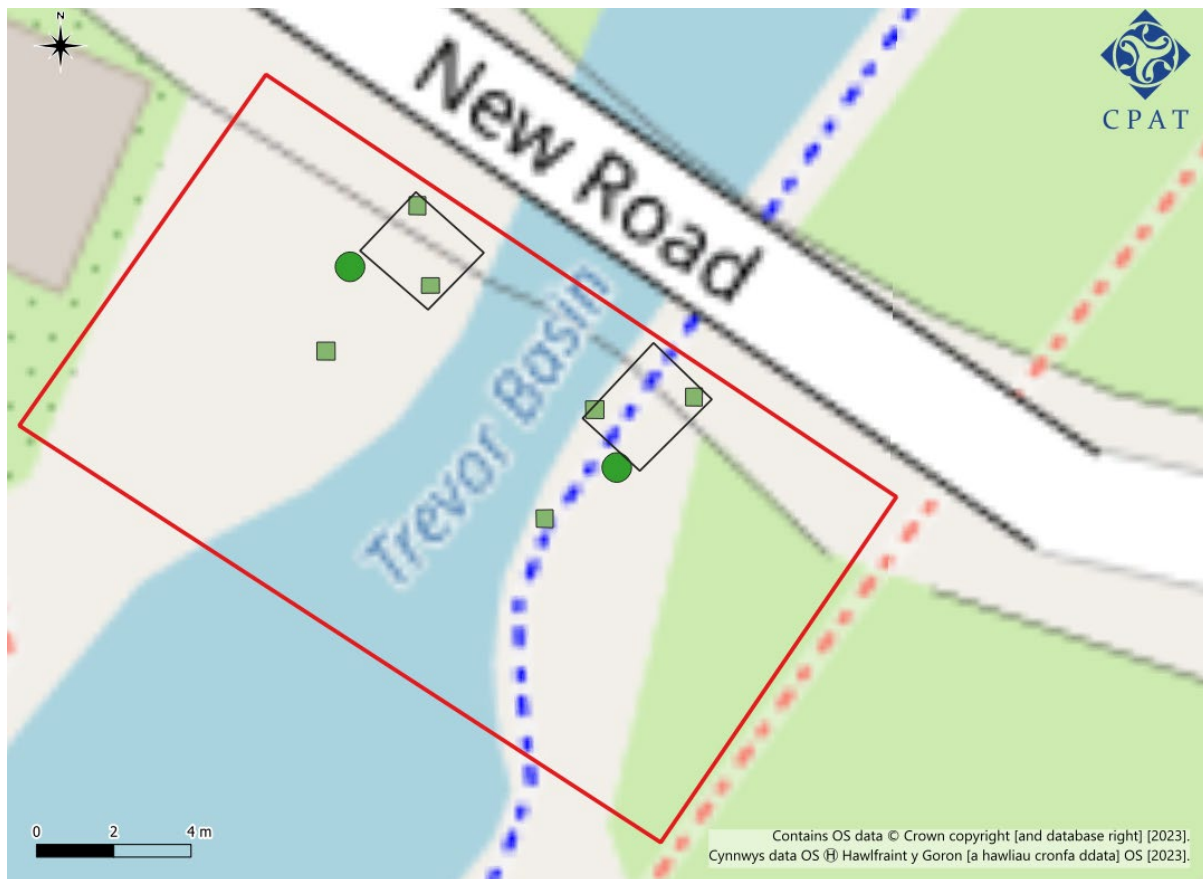 N
CPAT
New Road
Trevor Basin
0 2 4 m
Contains OS data © Crown copyright [and database right] [2023].
Cynnwys data OS Ⓗ Hawlfraint y Goron [a hawliau cronfa ddata] OS [2023].